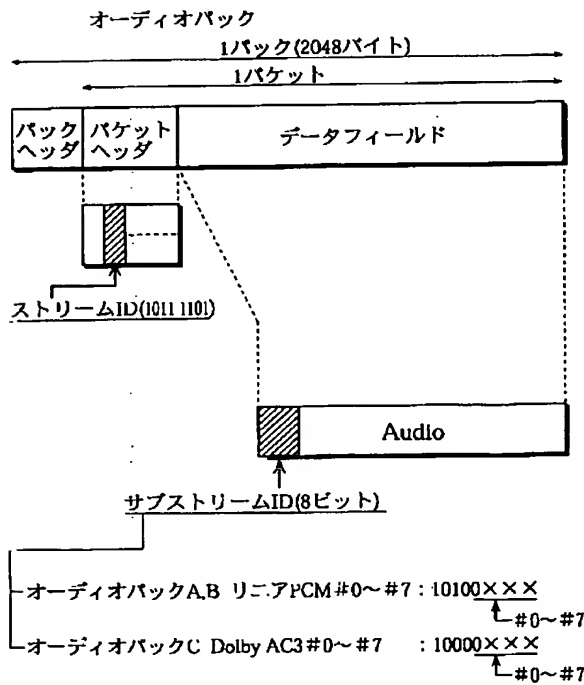 オーディオパック
1パック(2048バイト)
1パケット
パック
ヘッダ
パケット
ヘッダ
データフィールド
ストリームID(1011 1101)
Audio
サブストリームID(8ビット)
オーディオパックA,B リニアPCM#0～#7 : 10100×××
#0～#7
オーディオパックC Dolby AC3#0～#7 : 10000×××
#0～#7